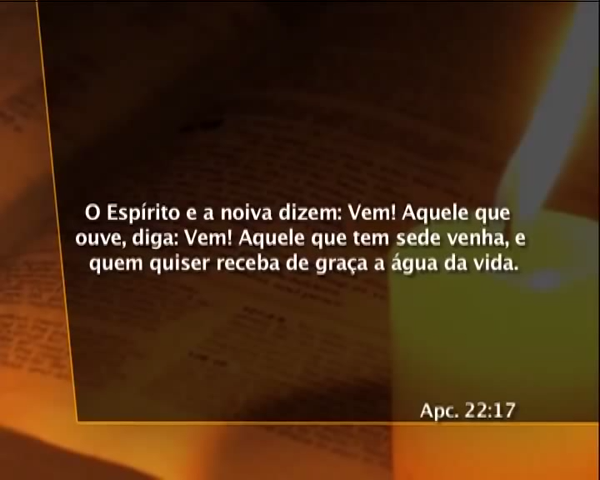 O Espírito e a noiva dizem: Vem! Aquele que
ouve, diga: Vem! Aquele que tem sede venha, e
quem quiser receba de graça a água da vida.
Apc. 22:17